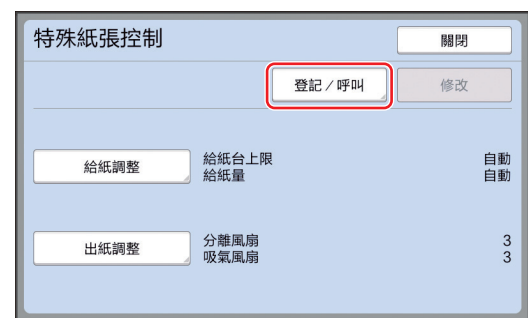 特殊紙張控制
關閉
登記／呼叫
修改
給紙調整
給紙台上限 自動
給紙量 自動
出紙調整
分離風扇 3
吸氣風扇 3